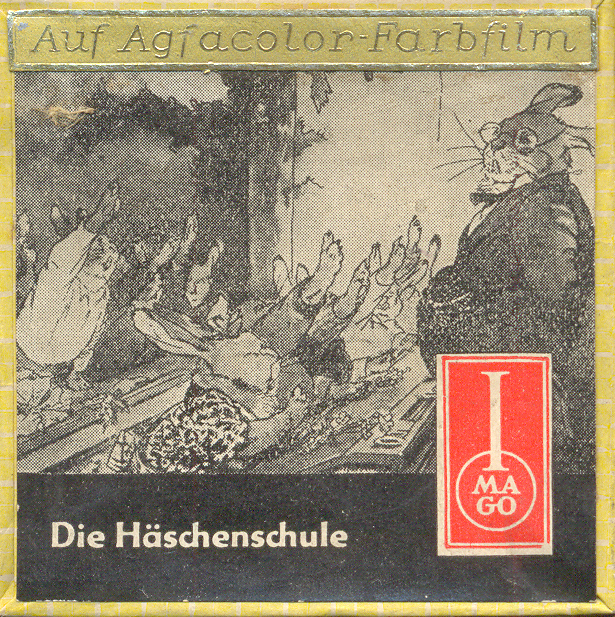 Auf Agfacolor-Farbfilm
I
MA
GO
Die Häschenschule